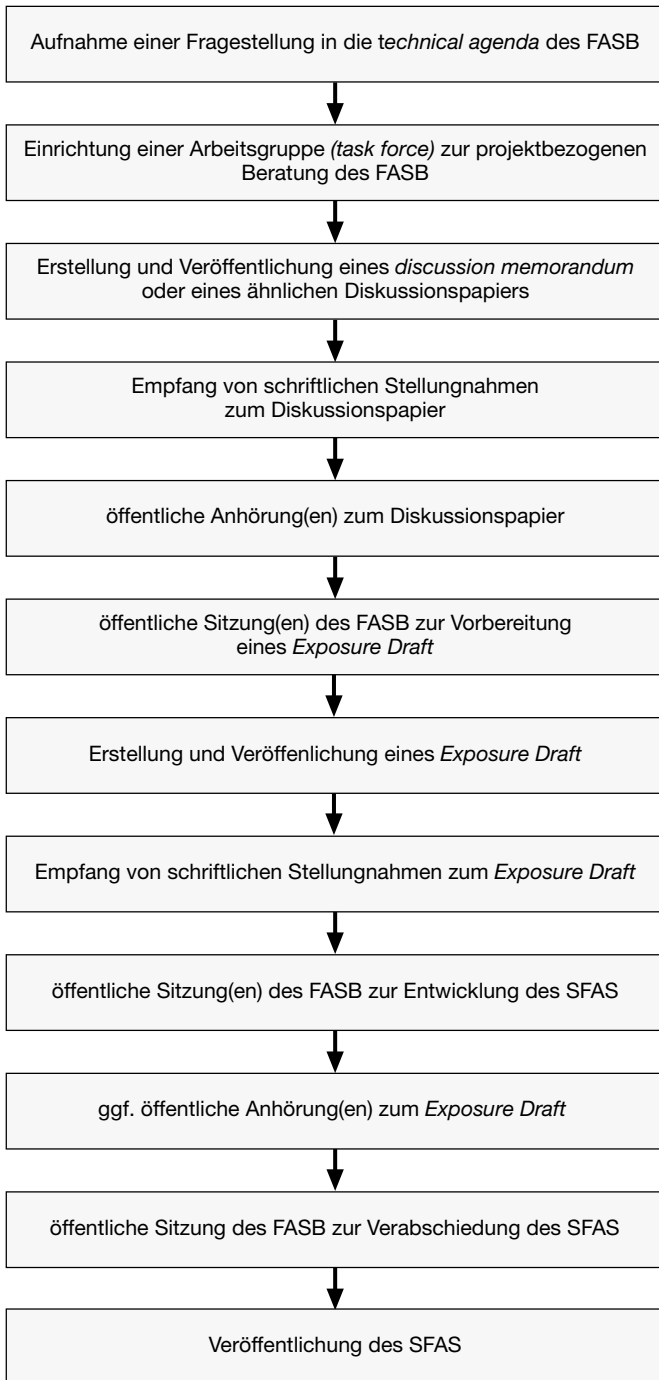 Aufnahme einer Fragestellung in die technical agenda des FASB
Einrichtung einer Arbeitsgruppe (task force) zur projektbezogenen
Beratung des FASB
Erstellung und Veröffentlichung eines discussion memorandum
oder eines ähnlichen Diskussionspapiers
Empfang von schriftlichen Stellungnahmen
zum Diskussionspapier
öffentliche Anhörung(en) zum Diskussionspapier
öffentliche Sitzung(en) des FASB zur Vorbereitung
eines Exposure Draft
Erstellung und Veröffenlichung eines Exposure Draft
Empfang von schriftlichen Stellungnahmen zum Exposure Draft
öffentliche Sitzung(en) des FASB zur Entwicklung des SFAS
ggf. öffentliche Anhörung(en) zum Exposure Draft
öffentliche Sitzung des FASB zur Verabschiedung des SFAS
Veröffentlichung des SFAS